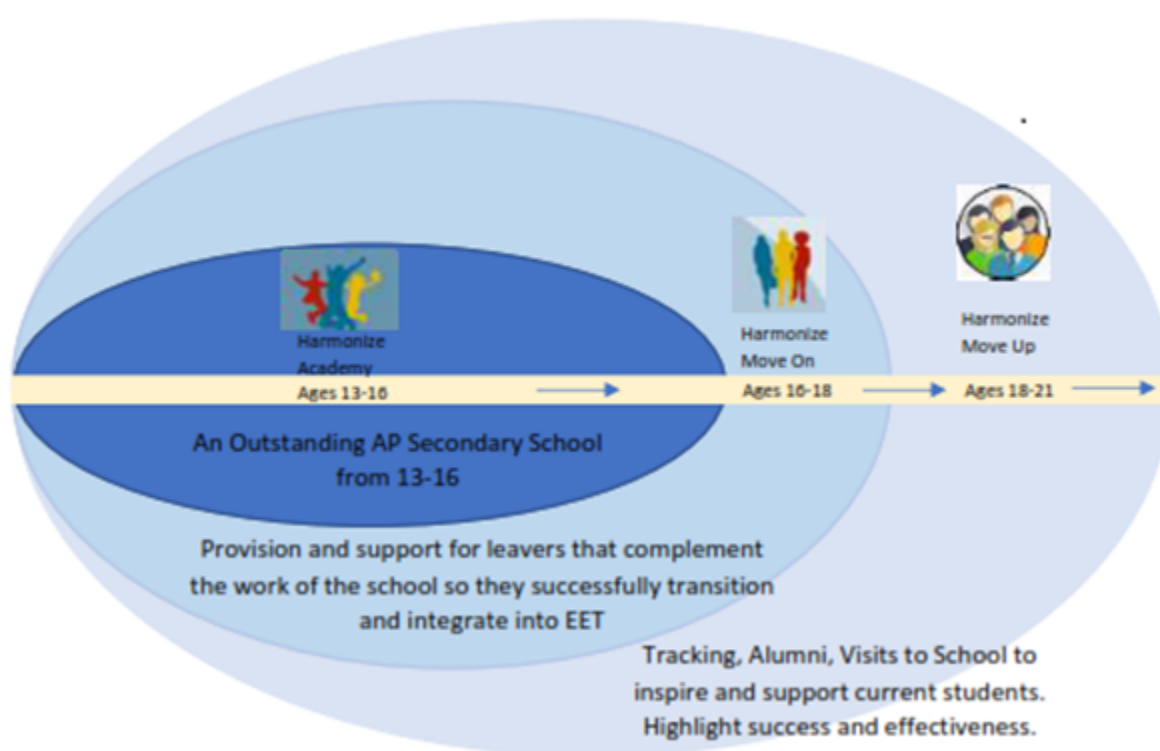 Harmonize
Academy
Ages 13-16
An Outstanding AP Secondary School
from 13-16
Harmonize
Move On
Ages 16-18
Harmonize
Move Up
Ages 18-21
Provision and support for leavers that complement
the work of the school so they successfully transition
and integrate into EET
Tracking, Alumni, Visits to School to
inspire and support current students.
Highlight success and effectiveness.